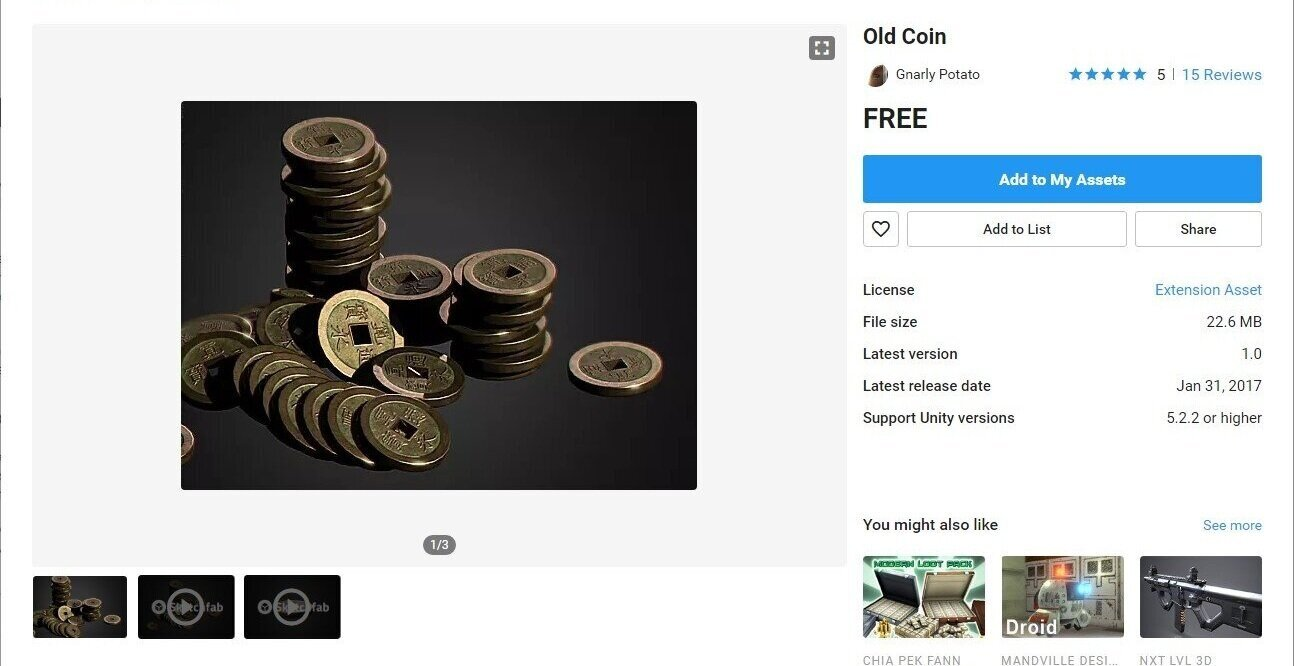 Old Coin
Gnarly Potato
5 | 15 Reviews
FREE
Add to My Assets
Add to List
Share
License
Extension Asset
File size
22.6 MB
Latest version
1.0
Latest release date
Jan 31, 2017
Support Unity versions
5.2.2 or higher
1/3
Sketchfab
Sketchfab
You might also like
See more
MODERN LOOT PACK
Droid
CHIA PEK FANN
MANDVILLE DESI...
NXT LVL 3D